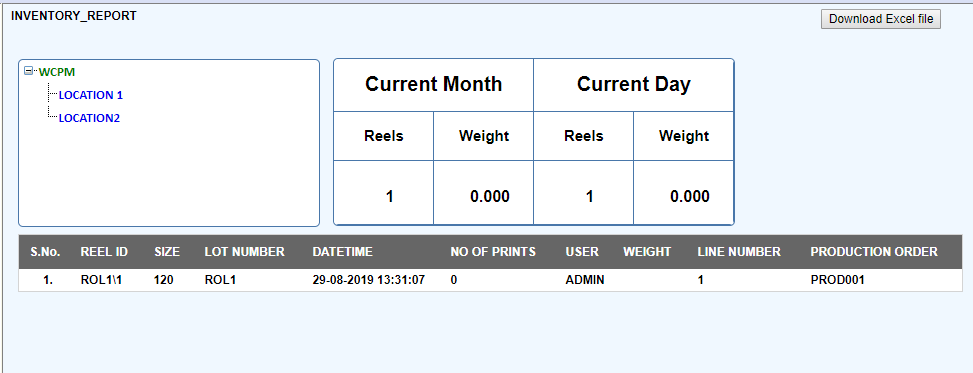 INVENTORY_REPORT
Download Excel file
WCPM
LOCATION 1
LOCATION2
Current Month Current Day
Reels Weight Reels Weight
1 0.000 1 0.000
S.No. REEL ID SIZE LOT NUMBER DATETIME NO OF PRINTS USER WEIGHT LINE NUMBER PRODUCTION ORDER
1. ROL1\1 120 ROL1 29-08-2019 13:31:07 0 ADMIN 1 PROD001